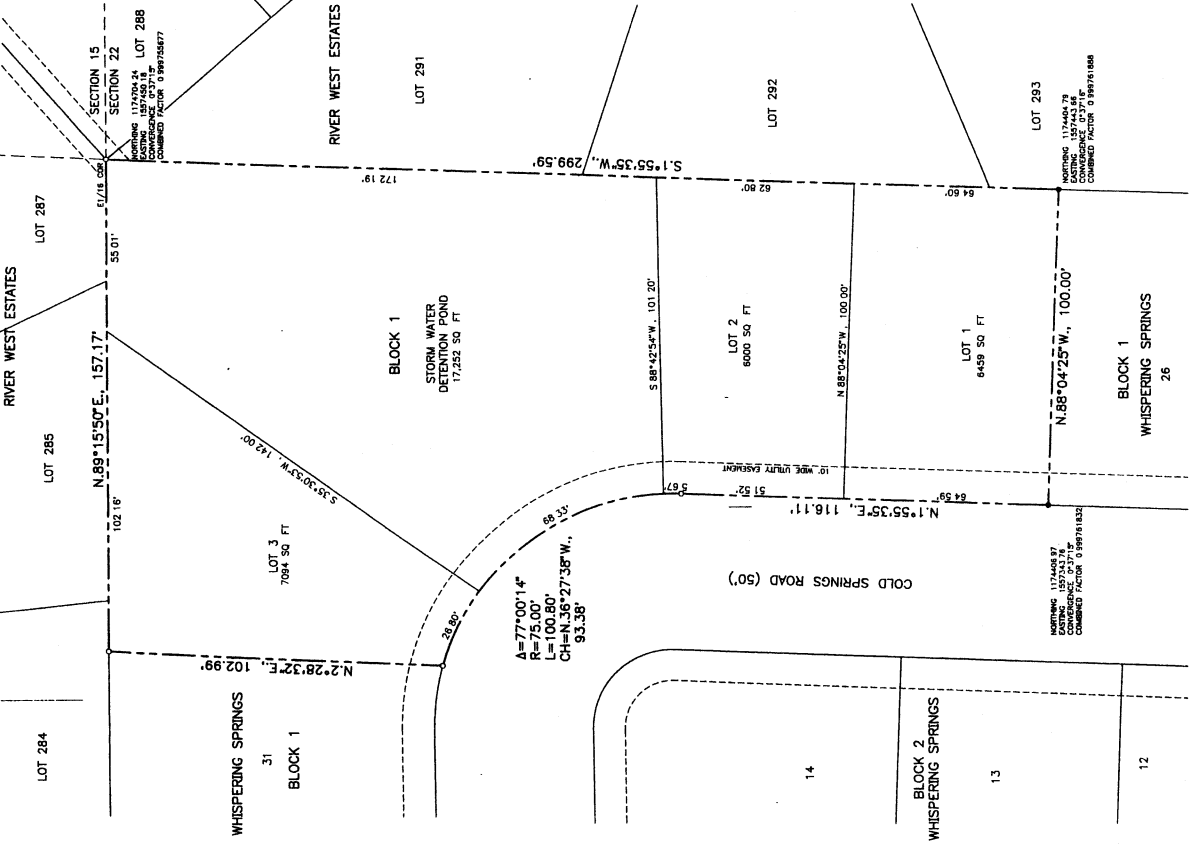 RIVER WEST ESTATES
LOT 285
LOT 287
LOT 284
SECTION 15
SECTION 22
LOT 288
NORTHING 1174704 24
EASTING 1557450 18
CONVERGENCE 0°37'15"
COMBINED FACTOR 0 999755677
E1/16 COR
N.89°15'50"E., 157.17'
55 01'
102 16'
RIVER WEST ESTATES
LOT 291
LOT 292
LOT 293
S.1°55'35"W., 299.59'
172 19'
62 80'
64 60'
NORTHING 1174404 79
EASTING 1557443 66
CONVERGENCE 0°37'16"
COMBINED FACTOR 0 999761688
BLOCK 1
STORM WATER
DETENTION POND
17,252 SQ FT
S 88°42'54"W, 101 20'
LOT 2
6000 SQ FT
N 88°04'25"W, 100 00'
LOT 1
6459 SQ FT
N.88°04'25"W., 100.00'
BLOCK 1
WHISPERING SPRINGS
26
S.35°30'53"W, 142 00'
LOT 3
7094 SQ FT
N.2°28'32"E., 102.99'
26 80'
68 33'
5 67'
51 52'
64 59'
10' WIDE UTILITY EASEMENT
N.1°55'35"E., 116.11'
Δ=77°00'14"
R=75.00'
L=100.80'
CH=N.36°27'38"W.,
93.38'
COLD SPRINGS ROAD (50')
NORTHING 1174408 97
EASTING 1557343 76
CONVERGENCE 0°37'15"
COMBINED FACTOR 0 999761832
WHISPERING SPRINGS
31
BLOCK 1
14
BLOCK 2
WHISPERING SPRINGS
13
12